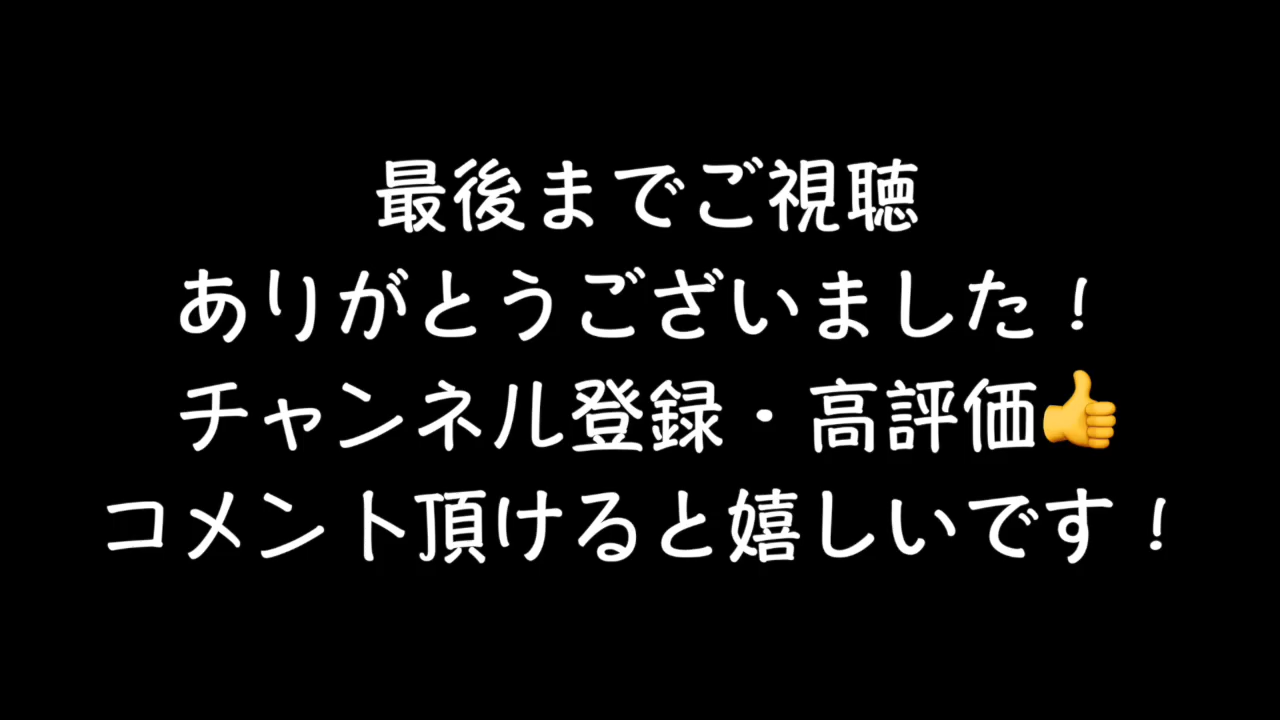 最後までご視聴
ありがとうございました！
チャンネル登録・高評価👍
コメント頂けると嬉しいです！